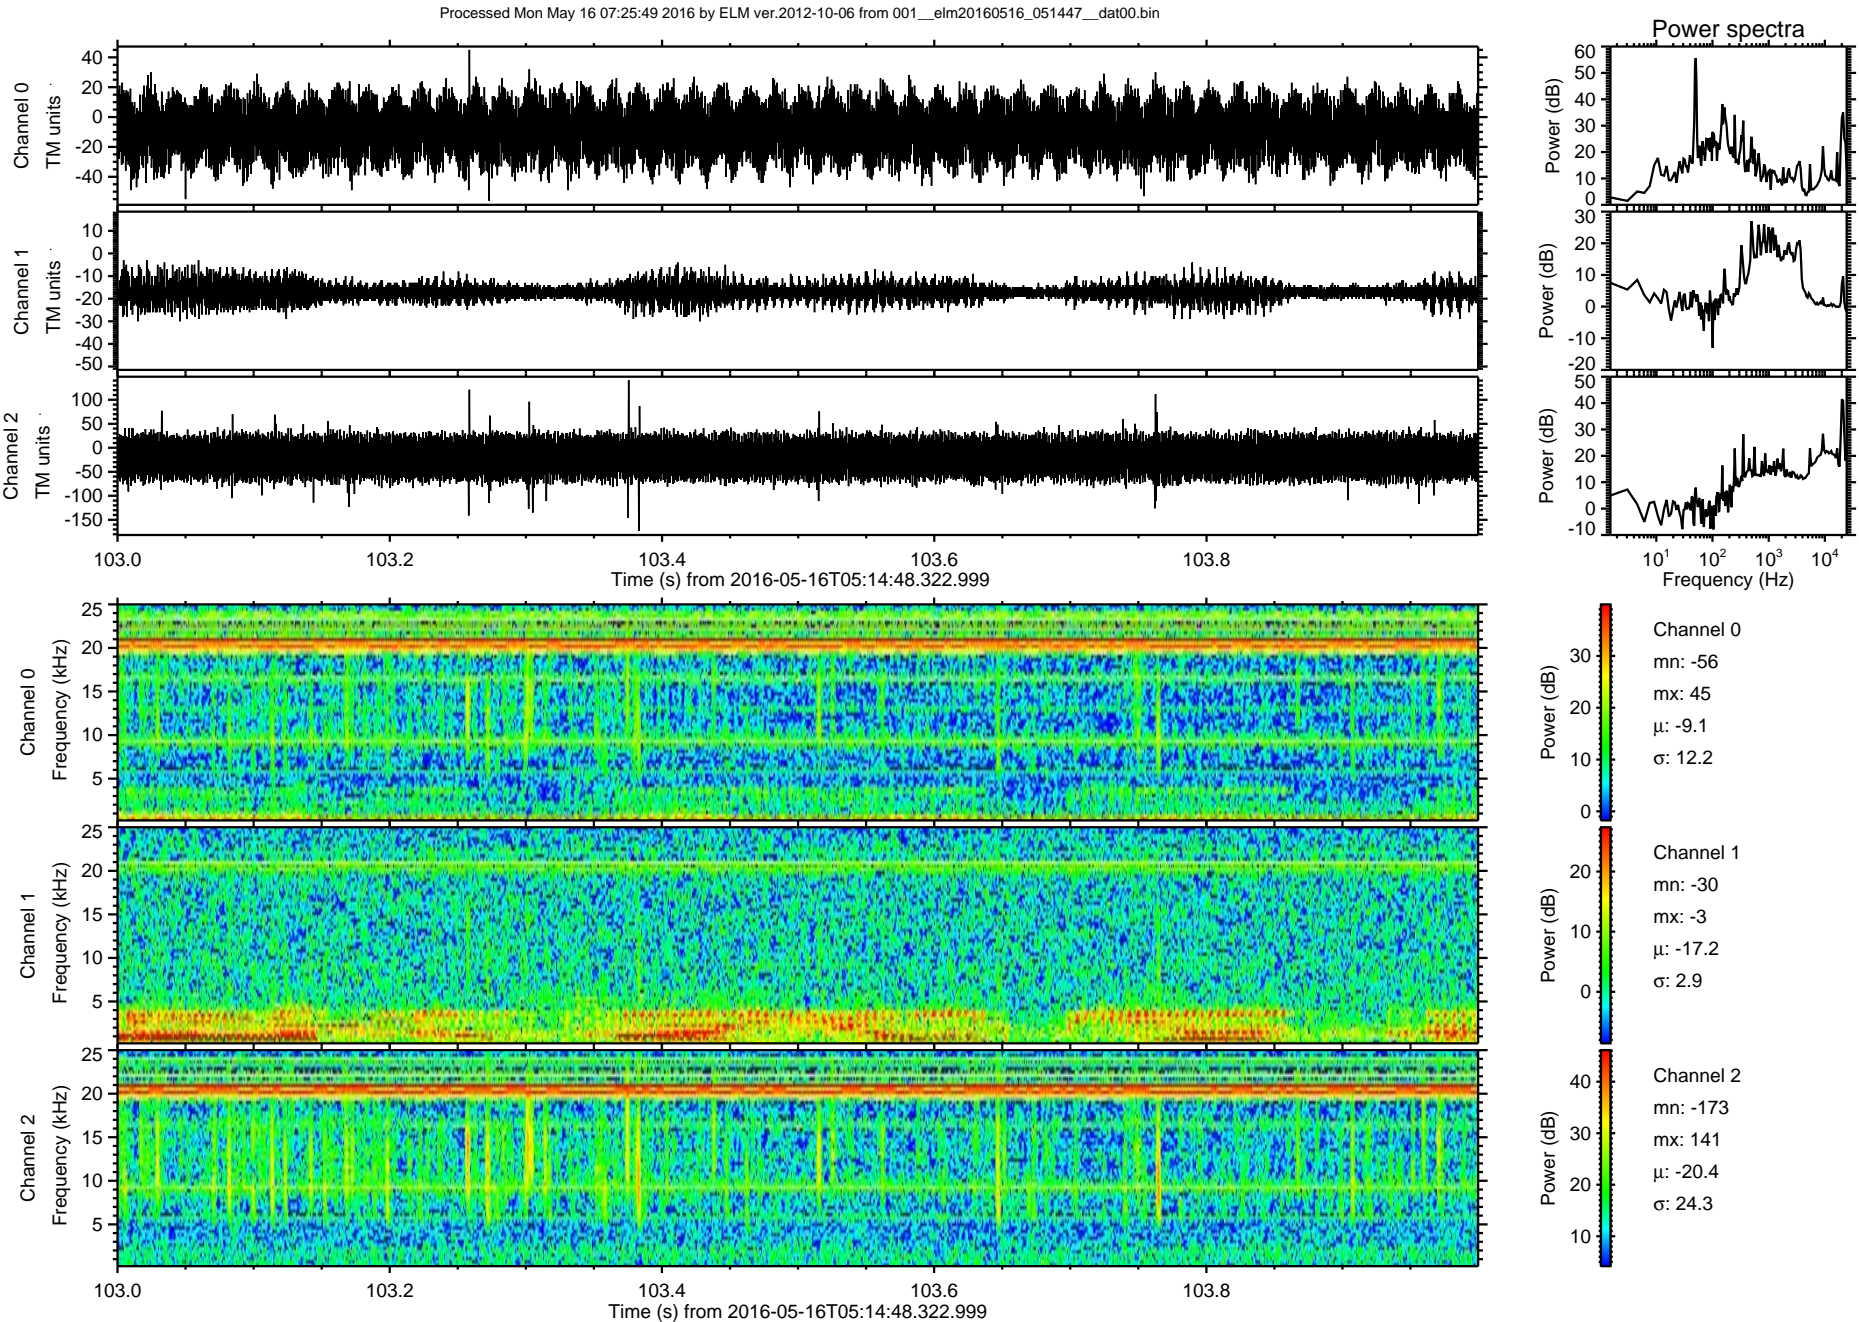 Processed Mon May 16 07:25:49 2016 by ELM ver.2012-10-06 from 001__elm20160516_051447__dat00.bin
Power spectra
Channel 0
TM units
40
20
0
-20
-40
Power (dB)
60
50
40
30
20
10
0
Channel 1
TM units
10
0
-10
-20
-30
-40
-50
Power (dB)
30
20
10
0
-10
-20
Channel 2
TM units
100
50
0
-50
-100
-150
Power (dB)
50
40
30
20
10
0
-10
103.0 103.2 103.4 103.6 103.8
Time (s) from 2016-05-16T05:14:48.322.999
10¹ 10² 10³ 10⁴
Frequency (Hz)
Channel 0
Frequency (kHz)
25
20
15
10
5
Power (dB)
30
20
10
0
Channel 0
mn: -56
mx: 45
µ: -9.1
σ: 12.2
Channel 1
Frequency (kHz)
25
20
15
10
5
Power (dB)
20
10
0
Channel 1
mn: -30
mx: -3
µ: -17.2
σ: 2.9
Channel 2
Frequency (kHz)
25
20
15
10
5
Power (dB)
40
30
20
10
Channel 2
mn: -173
mx: 141
µ: -20.4
σ: 24.3
103.0 103.2 103.4 103.6 103.8
Time (s) from 2016-05-16T05:14:48.322.999